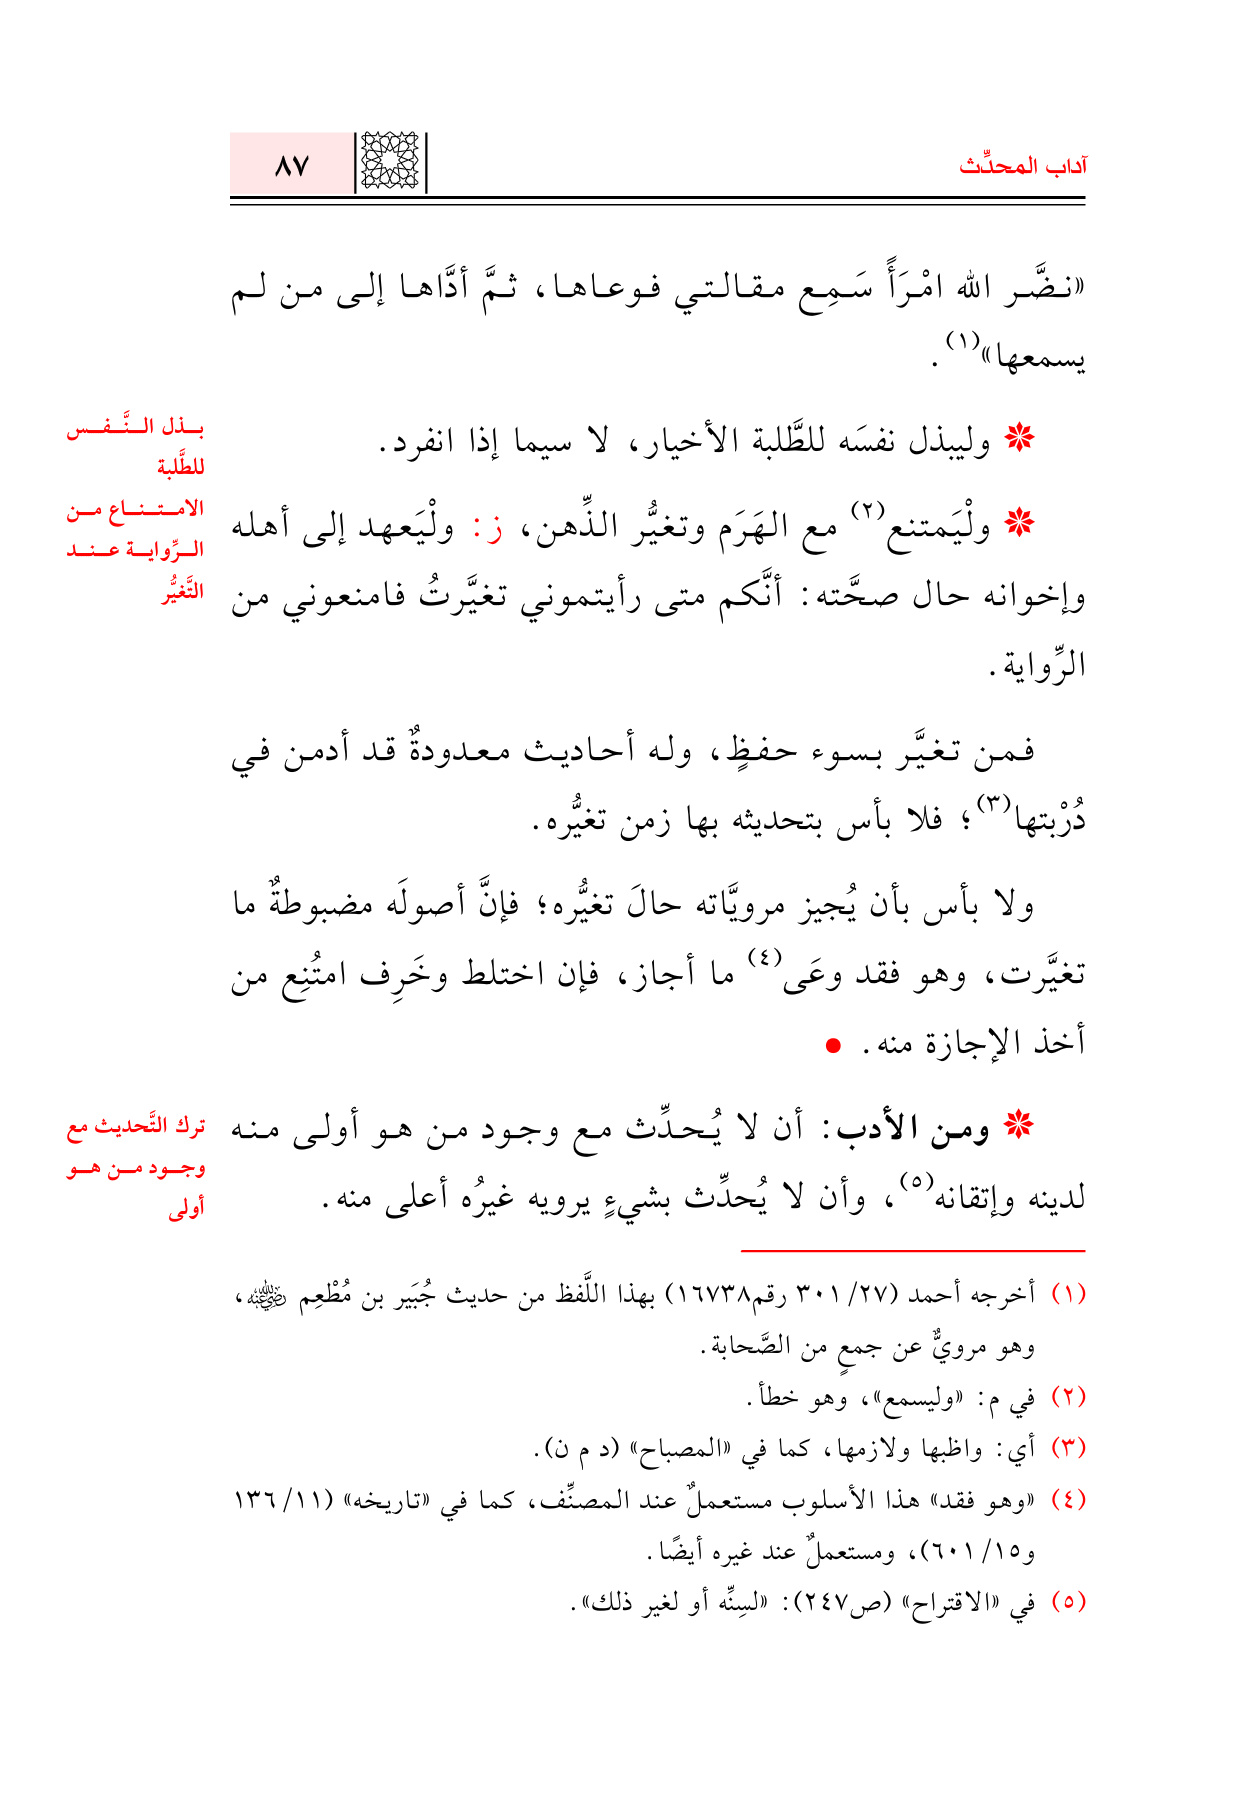 آداب المحدِّث
٨٧
«نضَّر الله امْرَأً سَمِع مقالتي فوعاها، ثمَّ أدَّاها إلى من لم
يسمعها»(١).
❋ وليبذل نفسَه للطَّلبة الأخيار، لا سيما إذا انفرد.
بذل النَّفس
للطَّلبة
❋ ولْيَمتنع(٢) مع الهَرَم وتغيُّر الذِّهن، ز: ولْيَعهد إلى أهله
وإخوانه حال صحَّته: أنَّكم متى رأيتموني تغيَّرتُ فامنعوني من
الرِّواية.
الامتناع من
الرِّواية عند
التَّغيُّر
فمن تغيَّر بسوء حفظٍ، وله أحاديث معدودةٌ قد أدمن في
دُرْبتها(٣)؛ فلا بأس بتحديثه بها زمن تغيُّره.
ولا بأس بأن يُجيز مرويَّاته حالَ تغيُّره؛ فإنَّ أصولَه مضبوطةٌ ما
تغيَّرت، وهو فقد وعَى(٤) ما أجاز، فإن اختلط وخَرِف امتُنِع من
أخذ الإجازة منه. ●
❋ ومن الأدب: أن لا يُحدِّث مع وجود من هو أولى منه
لدينه وإتقانه(٥)، وأن لا يُحدِّث بشيءٍ يرويه غيرُه أعلى منه.
ترك التَّحديث مع
وجود من هو
أولى
(١) أخرجه أحمد (٢٧/ ٣٠١ رقم١٦٧٣٨) بهذا اللَّفظ من حديث جُبَير بن مُطْعِم رضي الله عنه،
وهو مرويٌّ عن جمعٍ من الصَّحابة.
(٢) في م: «وليسمع»، وهو خطأ.
(٣) أي: واظبها ولازمها، كما في «المصباح» (د م ن).
(٤) «وهو فقد» هذا الأسلوب مستعملٌ عند المصنِّف، كما في «تاريخه» (١١/ ١٣٦
و١٥/ ٦٠١)، ومستعملٌ عند غيره أيضًا.
(٥) في «الاقتراح» (ص٢٤٧): «لسِنِّه أو لغير ذلك».